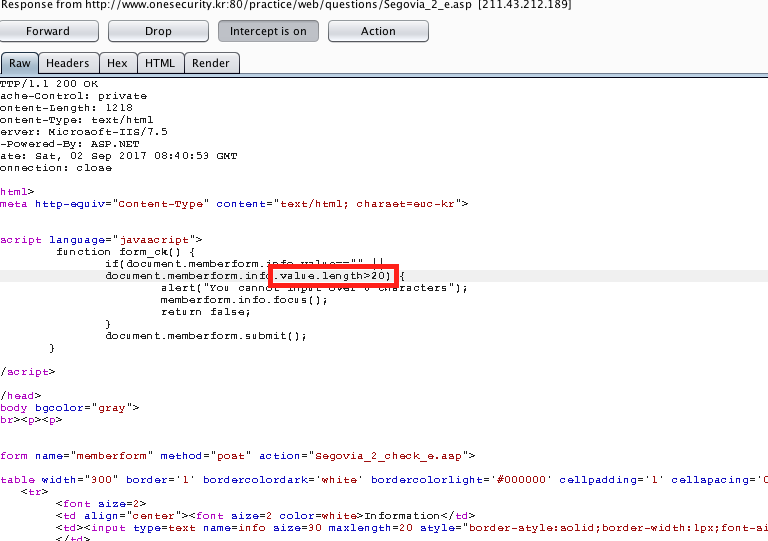 Response from http://www.onesecurity.kr:80/practice/web/questions/Segovia_2_e.asp [211.43.212.189]
Forward Drop Intercept is on Action
Raw Headers Hex HTML Render
TTP/1.1 200 OK
ache-Control: private
ontent-Length: 1218
ontent-Type: text/html
erver: Microsoft-IIS/7.5
-Powered-By: ASP.NET
ate: Sat, 02 Sep 2017 08:40:53 GMT
onnection: close
html>
meta http-equiv="Content-Type" content="text/html; charset=euc-kr">
script language="javascript">
function form_ck() {
if(document.memberform.info.value=="" ||
document.memberform.info.value.length>20) {
alert("You cannot input over 6 characters");
memberform.info.focus();
return false;
}
document.memberform.submit();
}
/script>
/head>
body bgcolor="gray">
br><p><p>
form name="memberform" method="post" action="Segovia_2_check_e.asp">
table width="300" border='1' bordercolordark='white' bordercolorlight='#000000' cellpadding='1' cellspacing='0
<tr>
<font size=2>
<td align="center"><font size=2 color=white>Information</td>
<td><input type=text name=info size=30 maxlength=20 style="border-style:solid;border-width:1px;font-si
</td>